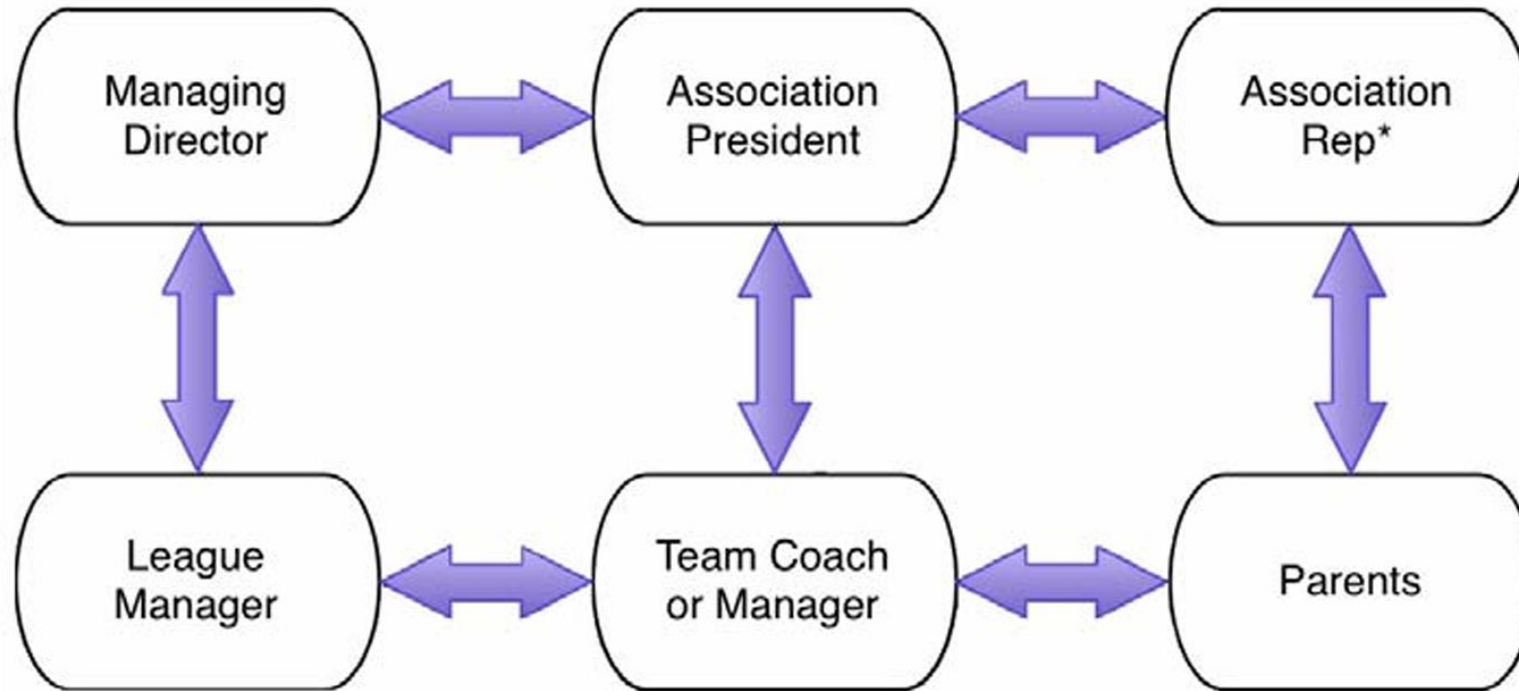 Managing
Director
Association
President
Association
Rep*
League
Manager
Team Coach
or Manager
Parents